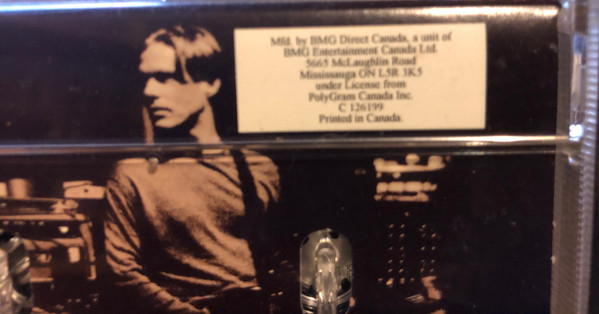 Mfd. by BMG Direct Canada, a unit of
BMG Entertainment Canada Ltd.
5665 McLaughlin Road
Mississauga ON L5R 3K5
under License from
PolyGram Canada Inc.
C 126199
Printed in Canada.